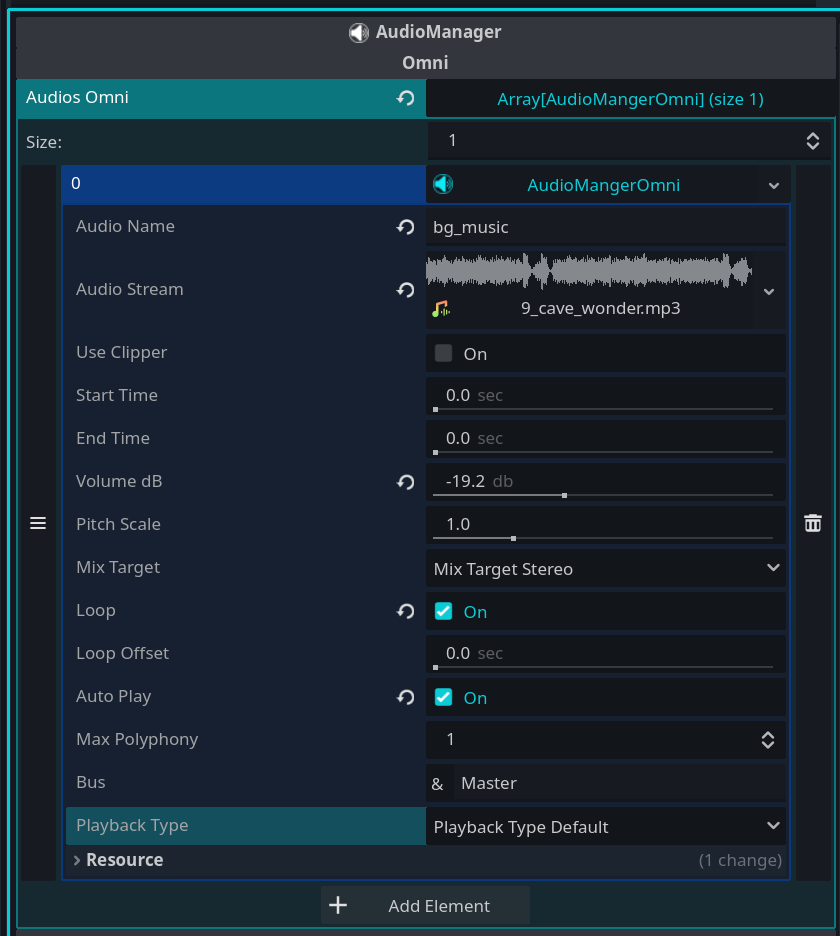 AudioManager
Omni
Audios Omni Array[AudioMangerOmni] (size 1)
Size: 1
0 AudioMangerOmni
Audio Name bg_music
Audio Stream 9_cave_wonder.mp3
Use Clipper On
Start Time 0.0 sec
End Time 0.0 sec
Volume dB -19.2 db
Pitch Scale 1.0
Mix Target Mix Target Stereo
Loop On
Loop Offset 0.0 sec
Auto Play On
Max Polyphony 1
Bus & Master
Playback Type Playback Type Default
Resource (1 change)
Add Element